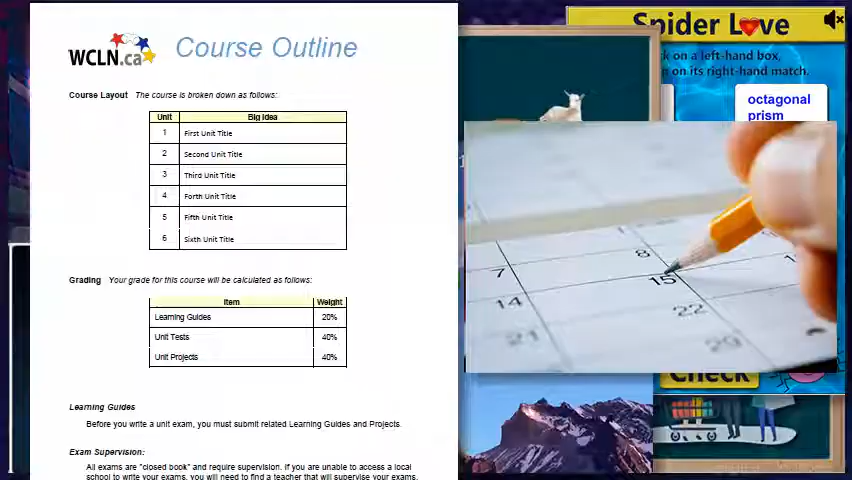 WCLN.ca
Course Outline
Course Layout The course is broken down as follows:
Unit Big Idea
1 First Unit Title
2 Second Unit Title
3 Third Unit Title
4 Forth Unit Title
5 Fifth Unit Title
6 Sixth Unit Title
Grading Your grade for this course will be calculated as follows:
Item Weight
Learning Guides 20%
Unit Tests 40%
Unit Projects 40%
Learning Guides
Before you write a unit exam, you must submit related Learning Guides and Projects.
Exam Supervision:
All exams are "closed book" and require supervision. If you are unable to access a local
school to write your exams, you will need to find a teacher that will supervise your exams.
Spider Love
on a left-hand box,
on its right-hand match.
octagonal
prism
7
8
14
15
21
22
29
Check